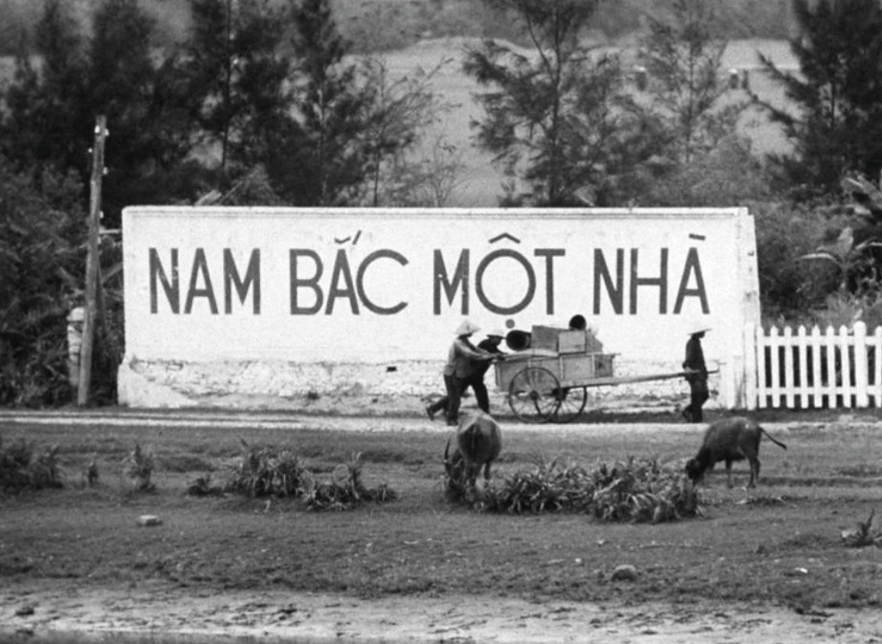 NAM BẮC MỘT NHÀ